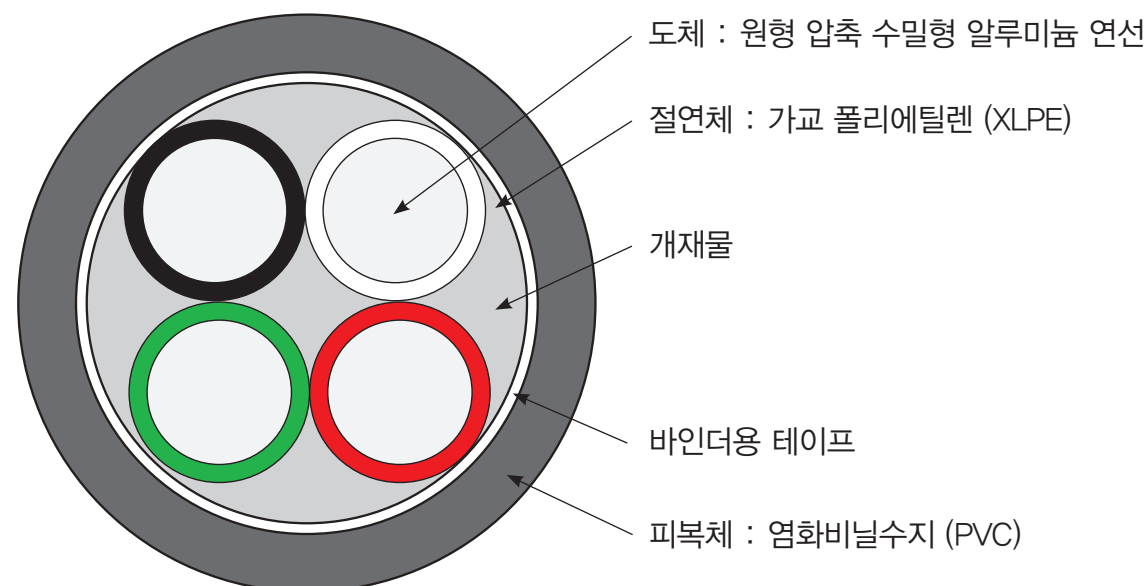 도체 : 원형 압축 수밀형 알루미늄 연선
절연체 : 가교 폴리에틸렌 (XLPE)
개재물
바인더용 테이프
피복체 : 염화비닐수지 (PVC)